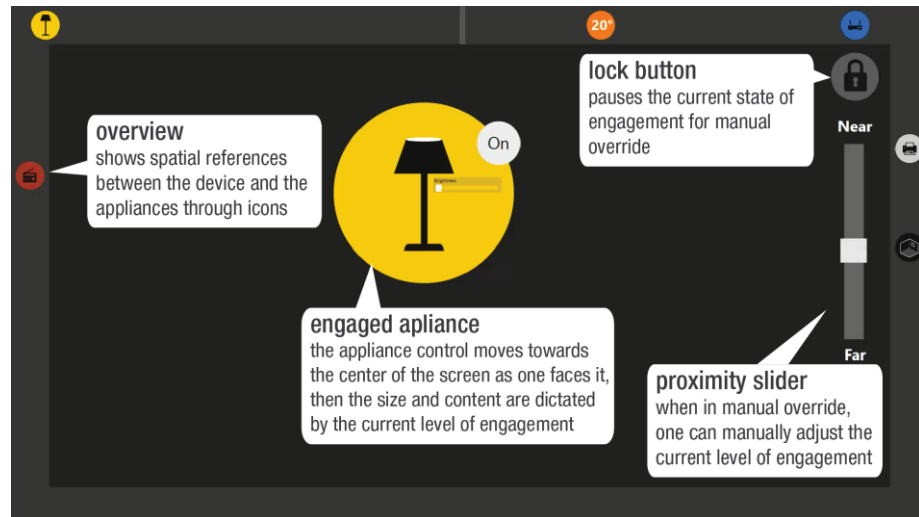 20°
lock button
pauses the current state of
engagement for manual
override
Near
overview
shows spatial references
between the device and the
appliances through icons
On
Brightness
engaged apliance
the appliance control moves towards
the center of the screen as one faces it,
then the size and content are dictated
by the current level of engagement
Far
proximity slider
when in manual override,
one can manually adjust the
current level of engagement